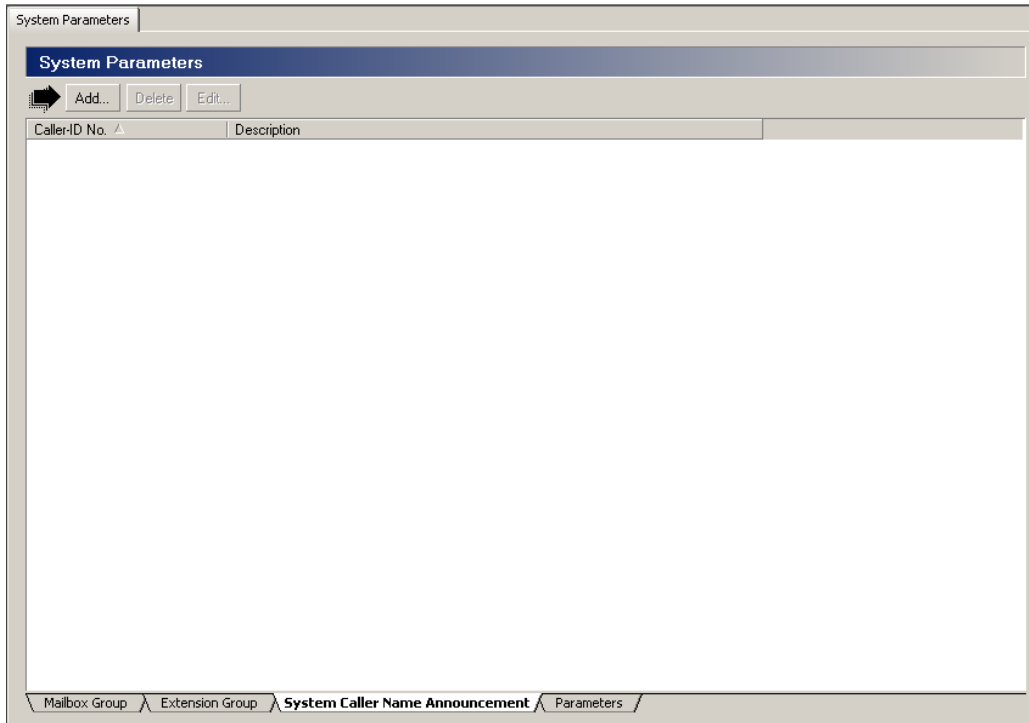 System Parameters
System Parameters
Add... Delete Edit...
Caller-ID No. Description
Mailbox Group Extension Group System Caller Name Announcement Parameters